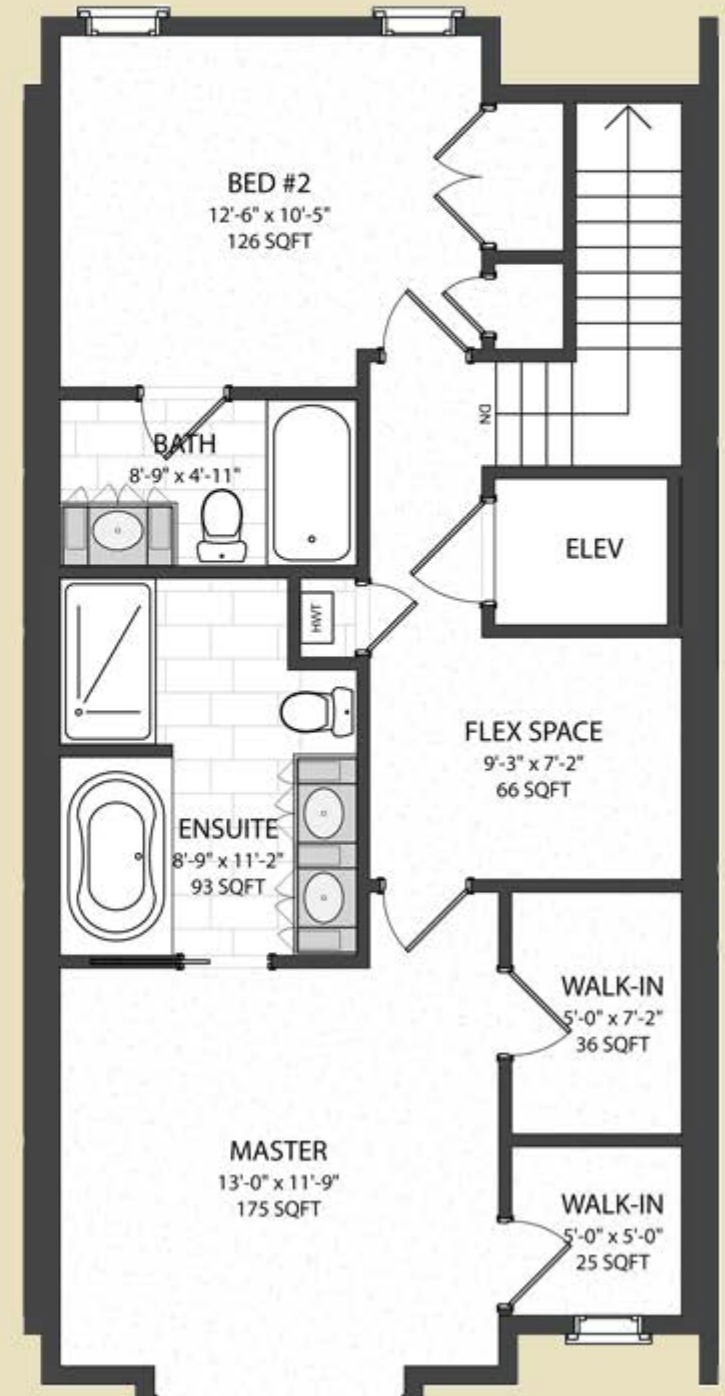 BED #2
12'-6" x 10'-5"
126 SQFT
DN
BATH
8'-9" x 4'-11"
ELEV
HWT
FLEX SPACE
9'-3" x 7'-2"
66 SQFT
ENSUITE
8'-9" x 11'-2"
93 SQFT
WALK-IN
5'-0" x 7'-2"
36 SQFT
MASTER
13'-0" x 11'-9"
175 SQFT
WALK-IN
5'-0" x 5'-0"
25 SQFT